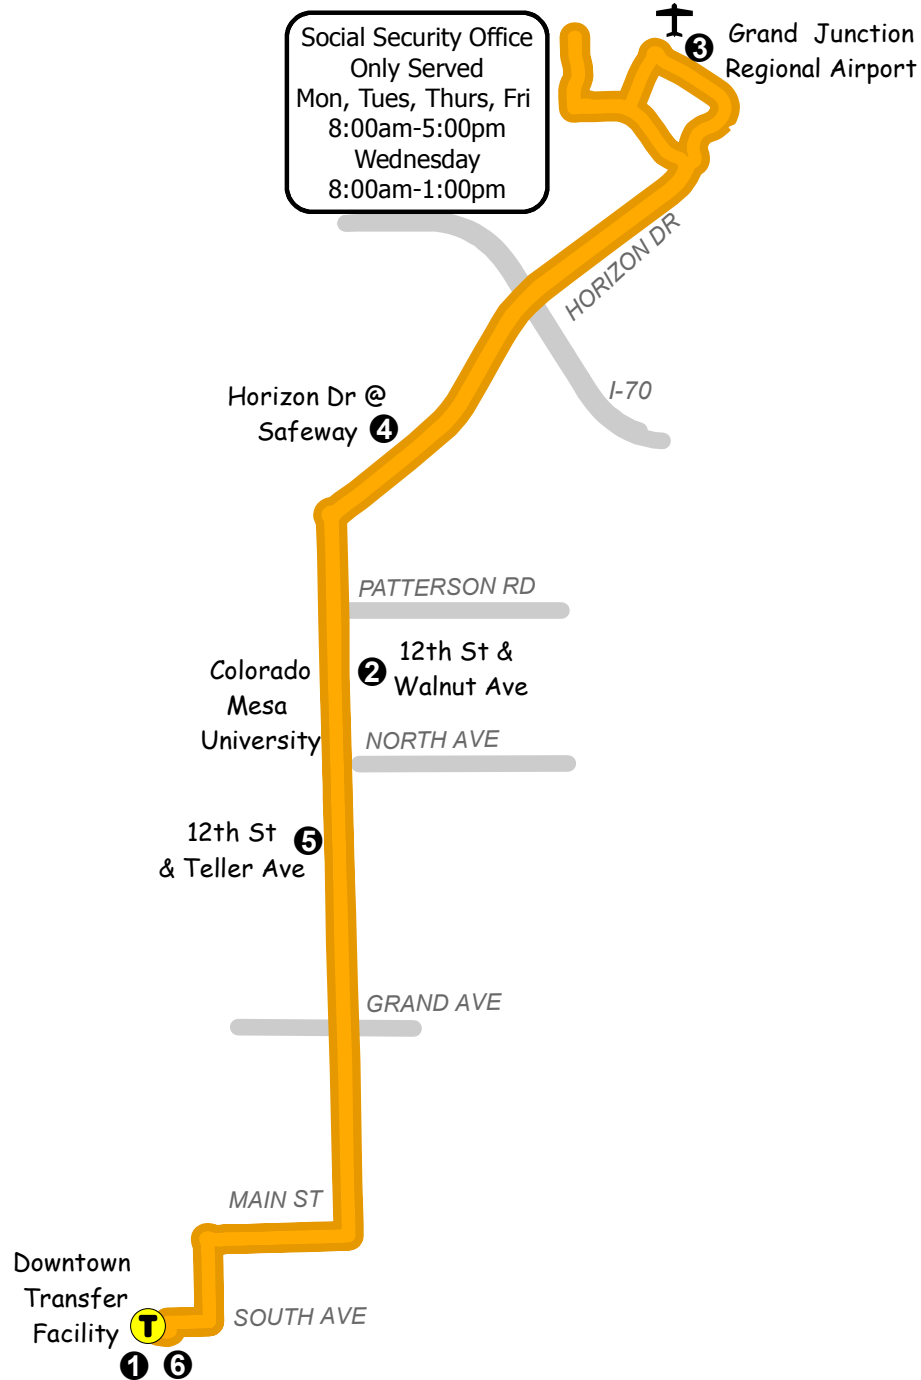 Social Security Office
Only Served
Mon, Tues, Thurs, Fri
8:00am-5:00pm
Wednesday
8:00am-1:00pm
3
Grand Junction
Regional Airport
HORIZON DR
I-70
Horizon Dr @
Safeway 4
PATTERSON RD
2 12th St &
Walnut Ave
Colorado
Mesa
University
NORTH AVE
12th St 5
& Teller Ave
GRAND AVE
MAIN ST
Downtown
Transfer
Facility T
SOUTH AVE
1 6